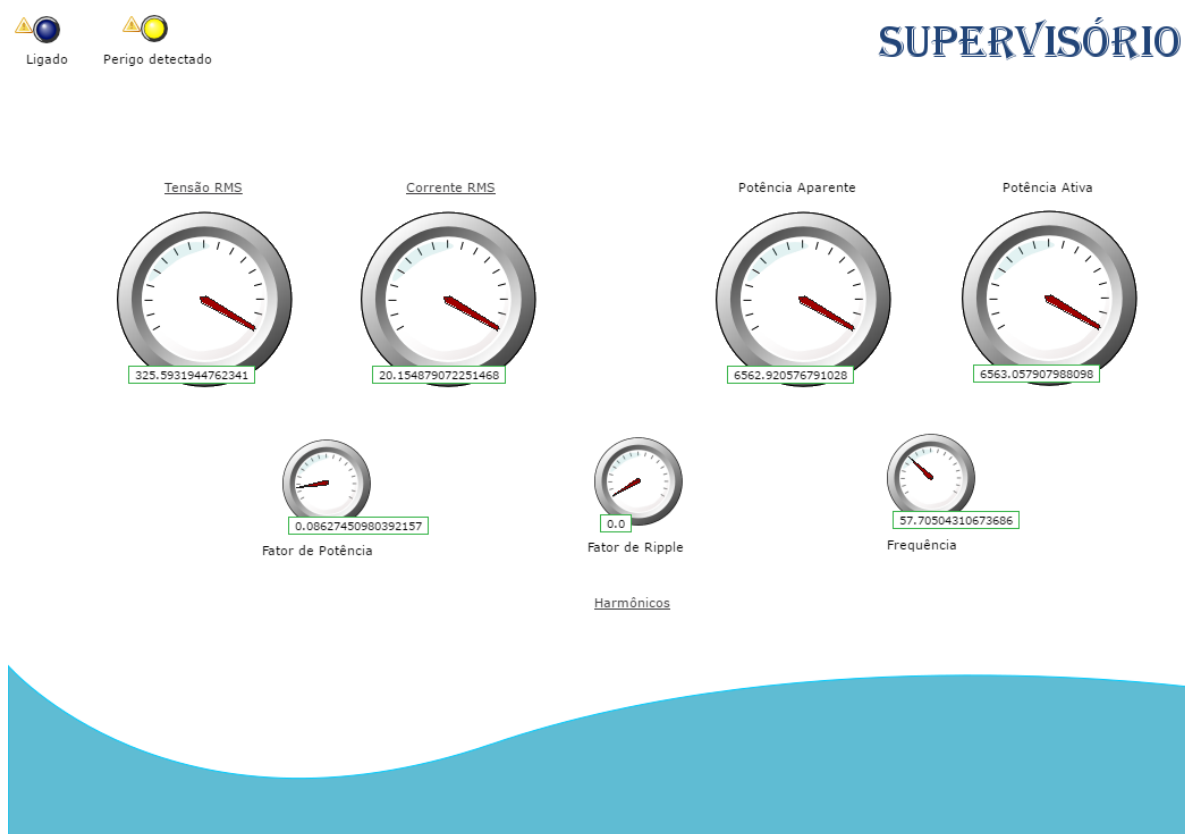 SUPERVISÓRIO
Ligado
Perigo detectado
Tensão RMS
Corrente RMS
Potência Aparente
Potência Ativa
325.5931944762341
20.154879072251468
6562.920576791028
6563.057907988098
0.08627450980392157
0.0
57.70504310673686
Fator de Potência
Fator de Ripple
Frequência
Harmônicos